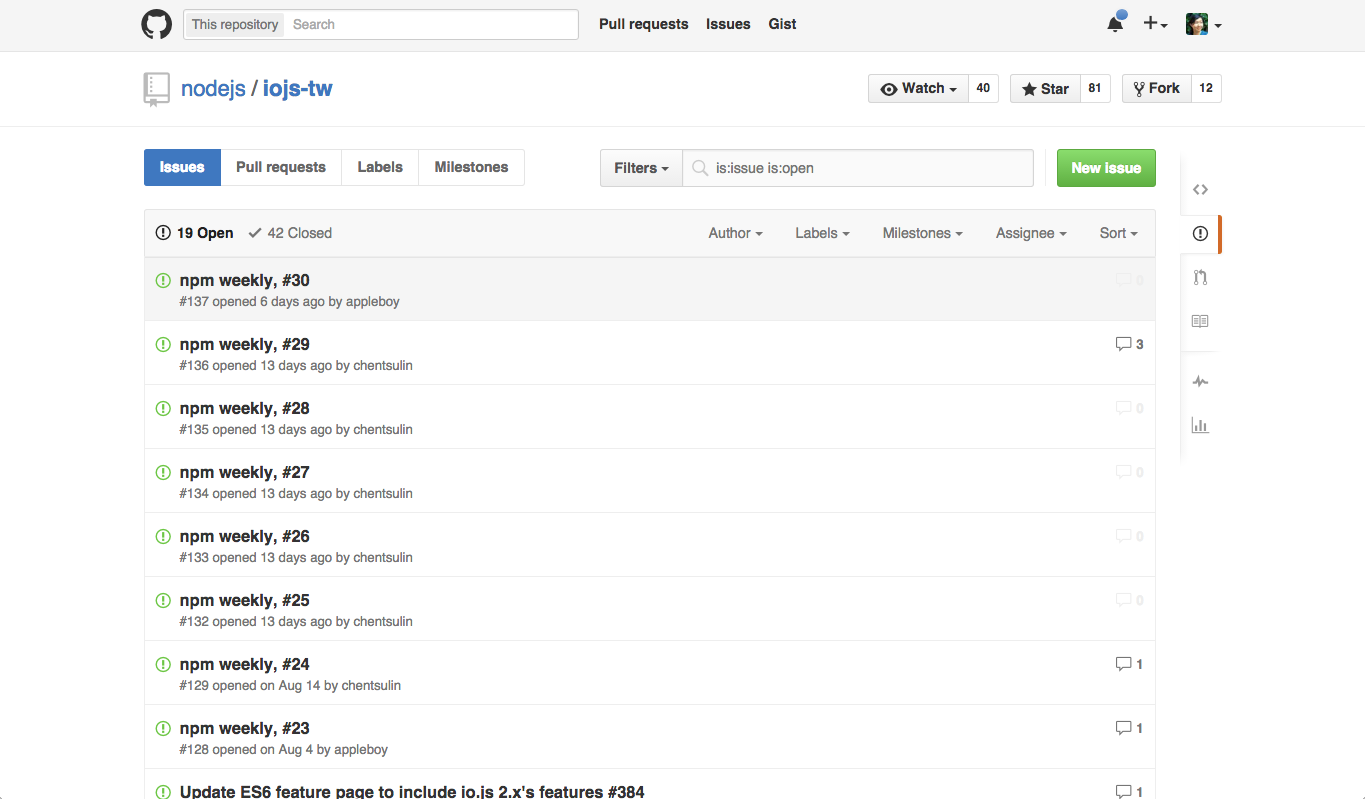 This repository Search Pull requests Issues Gist
nodejs / iojs-tw Watch 40 Star 81 Fork 12
Issues Pull requests Labels Milestones Filters is:issue is:open New issue
19 Open 42 Closed Author Labels Milestones Assignee Sort
npm weekly, #30 0
#137 opened 6 days ago by appleboy
npm weekly, #29 3
#136 opened 13 days ago by chentsulin
npm weekly, #28 0
#135 opened 13 days ago by chentsulin
npm weekly, #27 0
#134 opened 13 days ago by chentsulin
npm weekly, #26 0
#133 opened 13 days ago by chentsulin
npm weekly, #25 0
#132 opened 13 days ago by chentsulin
npm weekly, #24 1
#129 opened on Aug 14 by chentsulin
npm weekly, #23 1
#128 opened on Aug 4 by appleboy
Update ES6 feature page to include io.js 2.x's features #384 1